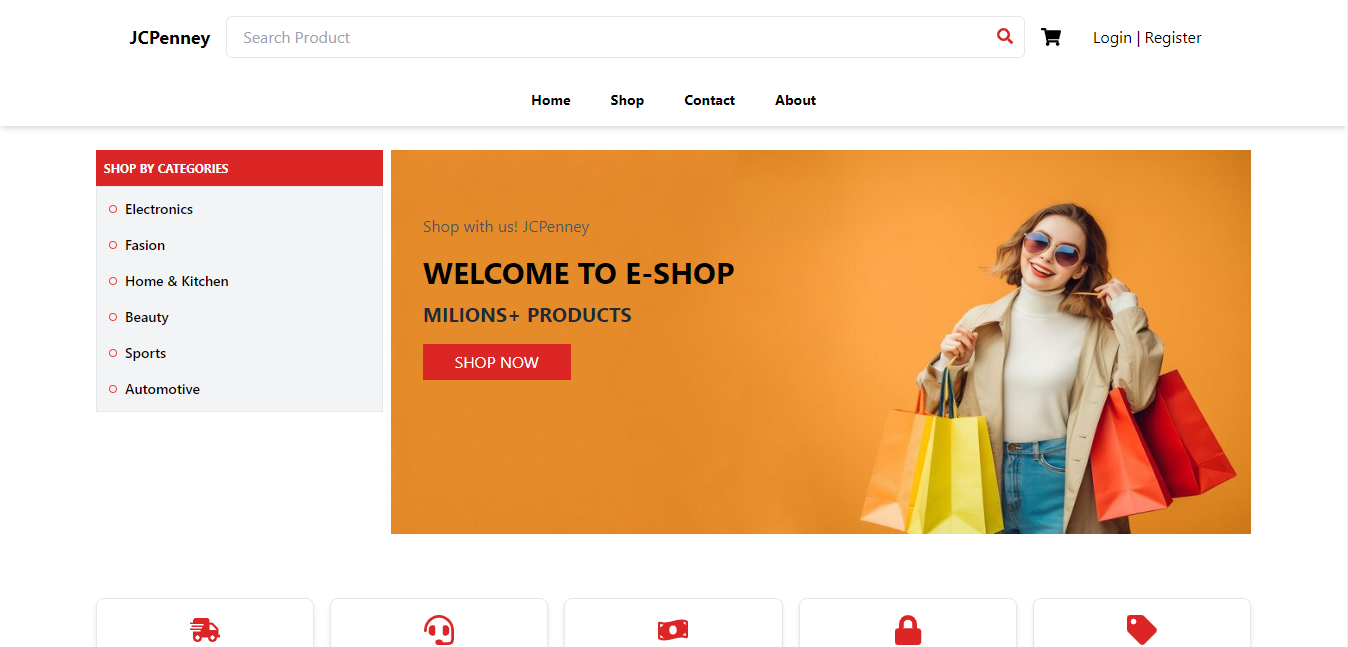 JCPenney
Search Product
Login | Register
Home
Shop
Contact
About
SHOP BY CATEGORIES
Electronics
Fasion
Home & Kitchen
Beauty
Sports
Automotive
Shop with us! JCPenney
WELCOME TO E-SHOP
MILIONS+ PRODUCTS
SHOP NOW